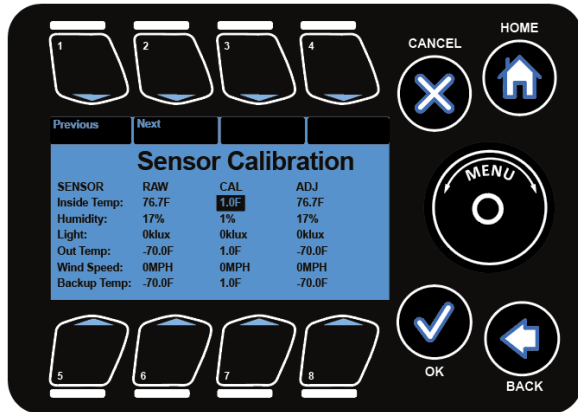 HOME
CANCEL
1 2 3 4
Previous Next
Sensor Calibration
MENU
SENSOR RAW CAL ADJ
Inside Temp: 76.7F 1.0F 76.7F
Humidity: 17% 1% 17%
Light: 0klux 0klux 0klux
Out Temp: -70.0F 1.0F -70.0F
Wind Speed: 0MPH 0MPH 0MPH
Backup Temp: -70.0F 1.0F -70.0F
5 6 7 8
OK
BACK